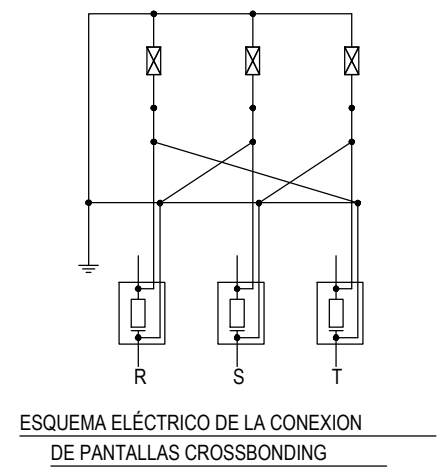 R S T
ESQUEMA ELÉCTRICO DE LA CONEXION
DE PANTALLAS CROSSBONDING